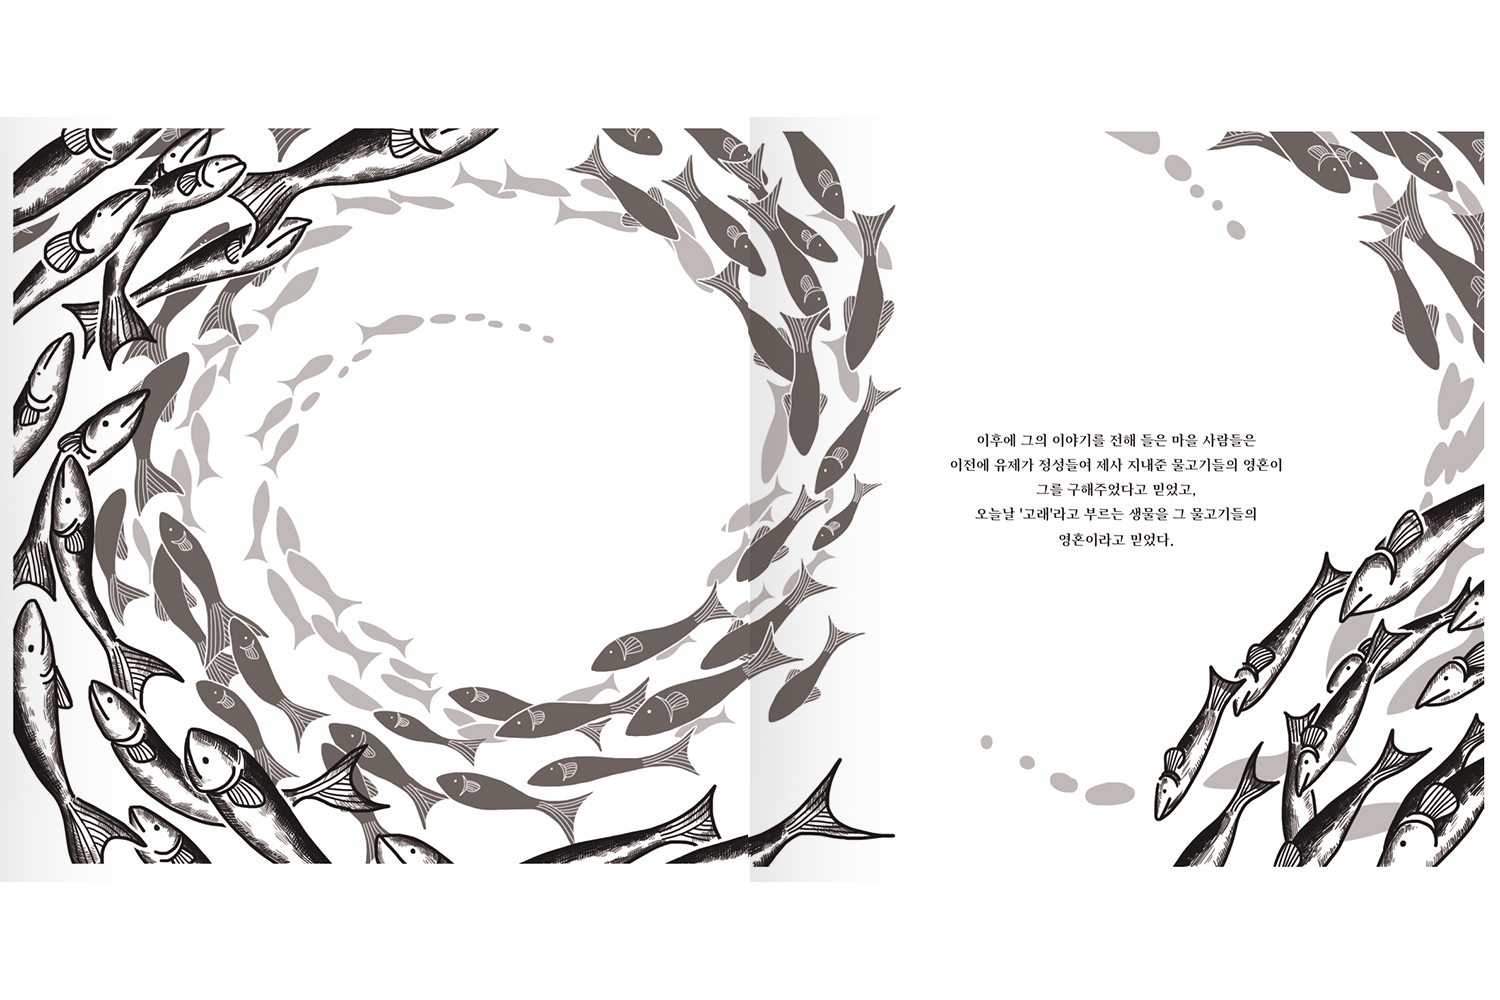 이후에 그의 이야기를 전해 들은 마을 사람들은
이전에 유제가 정성들여 제사 지내준 물고기들의 영혼이
그를 구해주었다고 믿었고,
오늘날 '고래'라고 부르는 생물을 그 물고기들의
영혼이라고 믿었다.